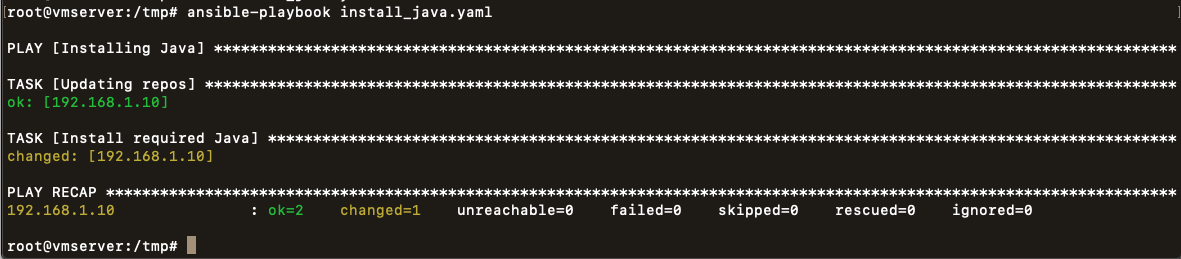 [root@vmserver:/tmp# ansible-playbook install_java.yaml ]
PLAY [Installing Java] ***********************************************************************************************************
TASK [Updating repos] ************************************************************************************************************
ok: [192.168.1.10]
TASK [Install required Java] *****************************************************************************************************
changed: [192.168.1.10]
PLAY RECAP ***********************************************************************************************************************
192.168.1.10               : ok=2    changed=1    unreachable=0    failed=0    skipped=0    rescued=0    ignored=0
root@vmserver:/tmp#